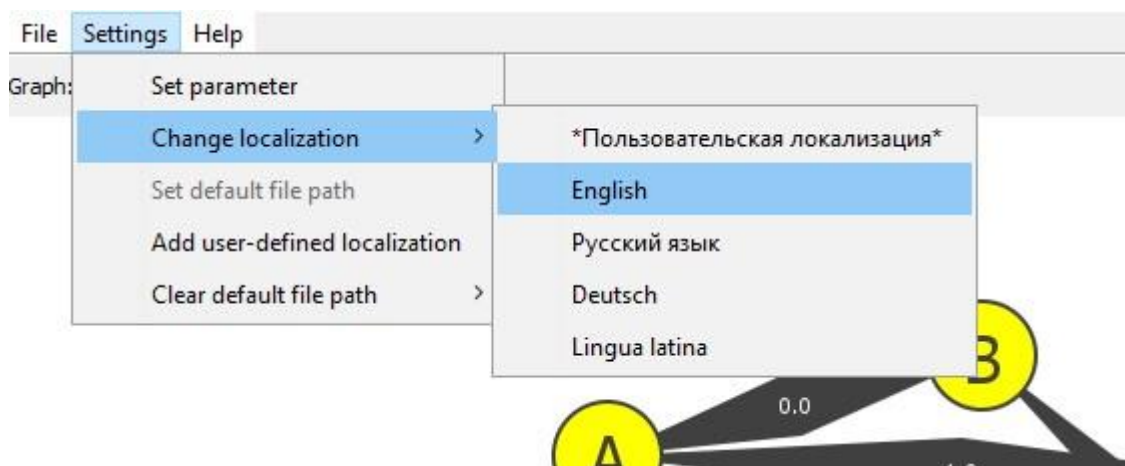 File Settings Help
Graph:
Set parameter
Change localization >
Set default file path
Add user-defined localization
Clear default file path >
*Пользовательская локализация*
English
Русский язык
Deutsch
Lingua latina
B
0.0
A